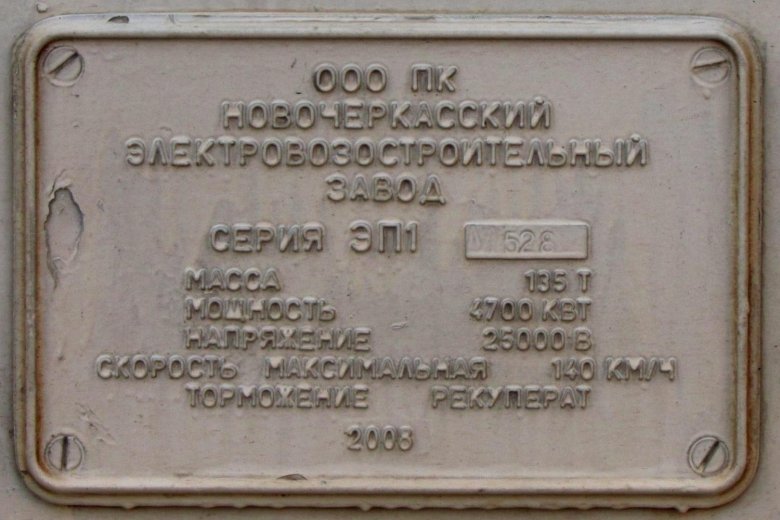 ООО ПК
НОВОЧЕРКАССКИЙ
ЭЛЕКТРОВОЗОСТРОИТЕЛЬНЫЙ
ЗАВОД
СЕРИЯ ЭП1 М 528
МАССА 135 Т
МОЩНОСТЬ 4700 КВТ
НАПРЯЖЕНИЕ 25000 В
СКОРОСТЬ МАКСИМАЛЬНАЯ 140 КМ/Ч
ТОРМОЖЕНИЕ РЕКУПЕРАТ
2008